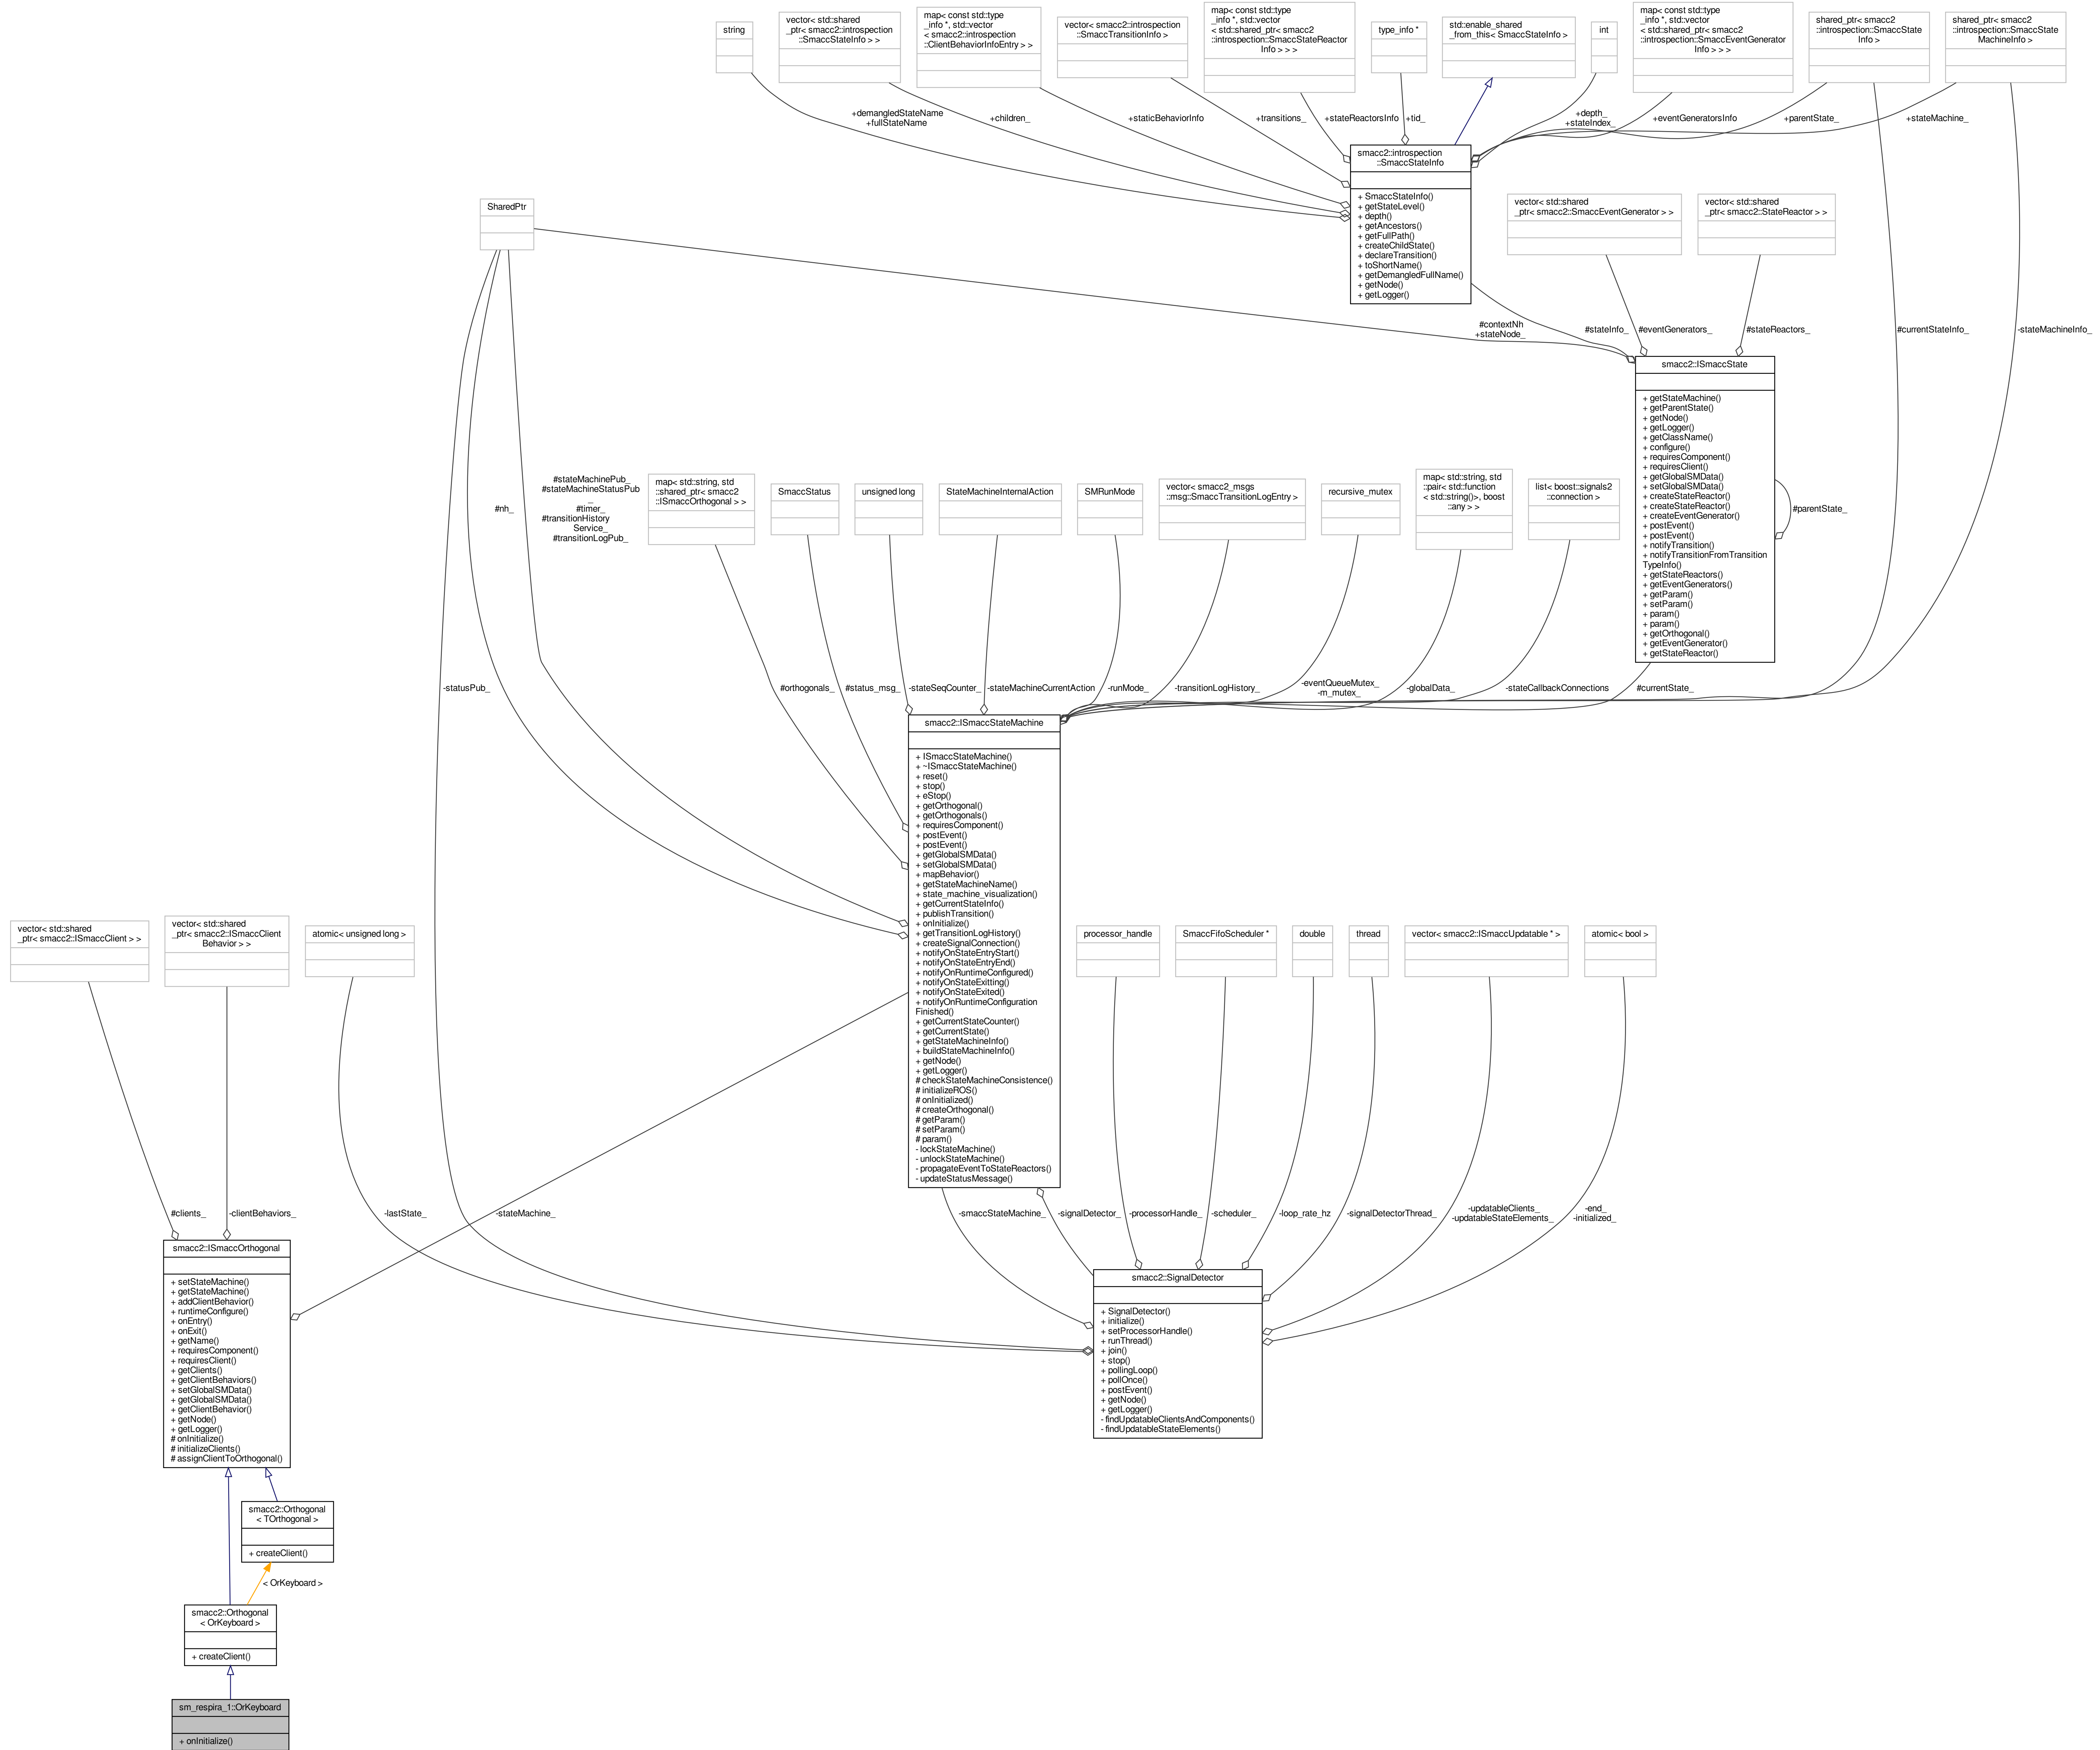 string
vector< std::shared
_ptr< smacc2::introspection
::SmaccStateInfo > >
map< const std::type
_info *, std::vector
< smacc2::introspection
::ClientBehaviorInfoEntry > >
vector< smacc2::introspection
::SmaccTransitionInfo >
map< const std::type
_info *, std::vector
< std::shared_ptr< smacc2
::introspection::SmaccStateReactor
Info > > >
type_info *
std::enable_shared
_from_this< SmaccStateInfo >
int
map< const std::type
_info *, std::vector
< std::shared_ptr< smacc2
::introspection::SmaccEventGenerator
Info > > >
shared_ptr< smacc2
::introspection::SmaccState
Info >
shared_ptr< smacc2
::introspection::SmaccState
MachineInfo >
+demangledStateName
+fullStateName
+children_
+staticBehaviorInfo
+transitions_
+stateReactorsInfo
+tid_
+depth_
+stateIndex_
+eventGeneratorsInfo
+parentState_
+stateMachine_
smacc2::introspection
::SmaccStateInfo
+ SmaccStateInfo()
+ getStateLevel()
+ depth()
+ getAncestors()
+ getFullPath()
+ createChildState()
+ declareTransition()
+ toShortName()
+ getDemangledFullName()
+ getNode()
+ getLogger()
SharedPtr
vector< std::shared
_ptr< smacc2::SmaccEventGenerator > >
vector< std::shared
_ptr< smacc2::StateReactor > >
#contextNh
+stateNode_
#stateInfo_
#eventGenerators_
#stateReactors_
#currentStateInfo_
-stateMachineInfo_
smacc2::ISmaccState
+ getStateMachine()
+ getParentState()
+ getNode()
+ getLogger()
+ getClassName()
+ configure()
+ requiresComponent()
+ requiresClient()
+ getGlobalSMData()
+ setGlobalSMData()
+ createStateReactor()
+ createStateReactor()
+ createEventGenerator()
+ postEvent()
+ postEvent()
+ notifyTransition()
+ notifyTransitionFromTransition
TypeInfo()
+ getStateReactors()
+ getEventGenerators()
+ getParam()
+ setParam()
+ param()
+ param()
+ getOrthogonal()
+ getEventGenerator()
+ getStateReactor()
#parentState_
#nh_
#stateMachinePub_
#stateMachineStatusPub
_
#timer_
#transitionHistory
Service_
#transitionLogPub_
map< std::string, std
::shared_ptr< smacc2
::ISmaccOrthogonal > >
SmaccStatus
unsigned long
StateMachineInternalAction
SMRunMode
vector< smacc2_msgs
::msg::SmaccTransitionLogEntry >
recursive_mutex
map< std::string, std
::pair< std::function
< std::string()>, boost
::any > >
list< boost::signals2
::connection >
-statusPub_
#orthogonals_
#status_msg_
-stateSeqCounter_
-stateMachineCurrentAction
-runMode_
-transitionLogHistory_
-eventQueueMutex_
-m_mutex_
-globalData_
-stateCallbackConnections
#currentState_
smacc2::ISmaccStateMachine
+ ISmaccStateMachine()
+ ~ISmaccStateMachine()
+ reset()
+ stop()
+ eStop()
+ getOrthogonal()
+ getOrthogonals()
+ requiresComponent()
+ postEvent()
+ postEvent()
+ getGlobalSMData()
+ setGlobalSMData()
+ mapBehavior()
+ getStateMachineName()
+ state_machine_visualization()
+ getCurrentStateInfo()
+ publishTransition()
+ onInitialize()
+ getTransitionLogHistory()
+ createSignalConnection()
+ notifyOnStateEntryStart()
+ notifyOnStateEntryEnd()
+ notifyOnRuntimeConfigured()
+ notifyOnStateExitting()
+ notifyOnStateExited()
+ notifyOnRuntimeConfiguration
Finished()
+ getCurrentStateCounter()
+ getCurrentState()
+ getStateMachineInfo()
+ buildStateMachineInfo()
+ getNode()
+ getLogger()
# checkStateMachineConsistence()
# initializeROS()
# onInitialized()
# createOrthogonal()
# getParam()
# setParam()
# param()
- lockStateMachine()
- unlockStateMachine()
- propagateEventToStateReactors()
- updateStatusMessage()
vector< std::shared
_ptr< smacc2::ISmaccClient > >
vector< std::shared
_ptr< smacc2::ISmaccClient
Behavior > >
atomic< unsigned long >
processor_handle
SmaccFifoScheduler *
double
thread
vector< smacc2::ISmaccUpdatable * >
atomic< bool >
#clients_
-clientBehaviors_
-lastState_
-stateMachine_
-smaccStateMachine_
-signalDetector_
-processorHandle_
-scheduler_
-loop_rate_hz
-signalDetectorThread_
-updatableClients_
-updatableStateElements_
-end_
-initialized_
smacc2::ISmaccOrthogonal
+ setStateMachine()
+ getStateMachine()
+ addClientBehavior()
+ runtimeConfigure()
+ onEntry()
+ onExit()
+ getName()
+ requiresComponent()
+ requiresClient()
+ getClients()
+ getClientBehaviors()
+ setGlobalSMData()
+ getGlobalSMData()
+ getClientBehavior()
+ getNode()
+ getLogger()
# onInitialize()
# initializeClients()
# assignClientToOrthogonal()
smacc2::SignalDetector
+ SignalDetector()
+ initialize()
+ setProcessorHandle()
+ runThread()
+ join()
+ stop()
+ pollingLoop()
+ pollOnce()
+ postEvent()
+ getNode()
+ getLogger()
- findUpdatableClientsAndComponents()
- findUpdatableStateElements()
smacc2::Orthogonal
< TOrthogonal >
+ createClient()
< OrKeyboard >
smacc2::Orthogonal
< OrKeyboard >
+ createClient()
sm_respira_1::OrKeyboard
+ onInitialize()